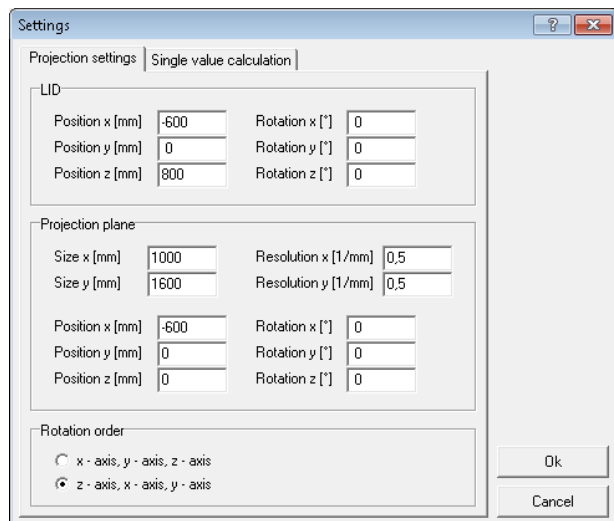 Settings
Projection settings Single value calculation
LID
Position x [mm] -600 Rotation x [°] 0
Position y [mm] 0 Rotation y [°] 0
Position z [mm] 800 Rotation z [°] 0
Projection plane
Size x [mm] 1000 Resolution x [1/mm] 0,5
Size y [mm] 1600 Resolution y [1/mm] 0,5
Position x [mm] -600 Rotation x [°] 0
Position y [mm] 0 Rotation y [°] 0
Position z [mm] 0 Rotation z [°] 0
Rotation order
x - axis, y - axis, z - axis
z - axis, x - axis, y - axis
Ok
Cancel